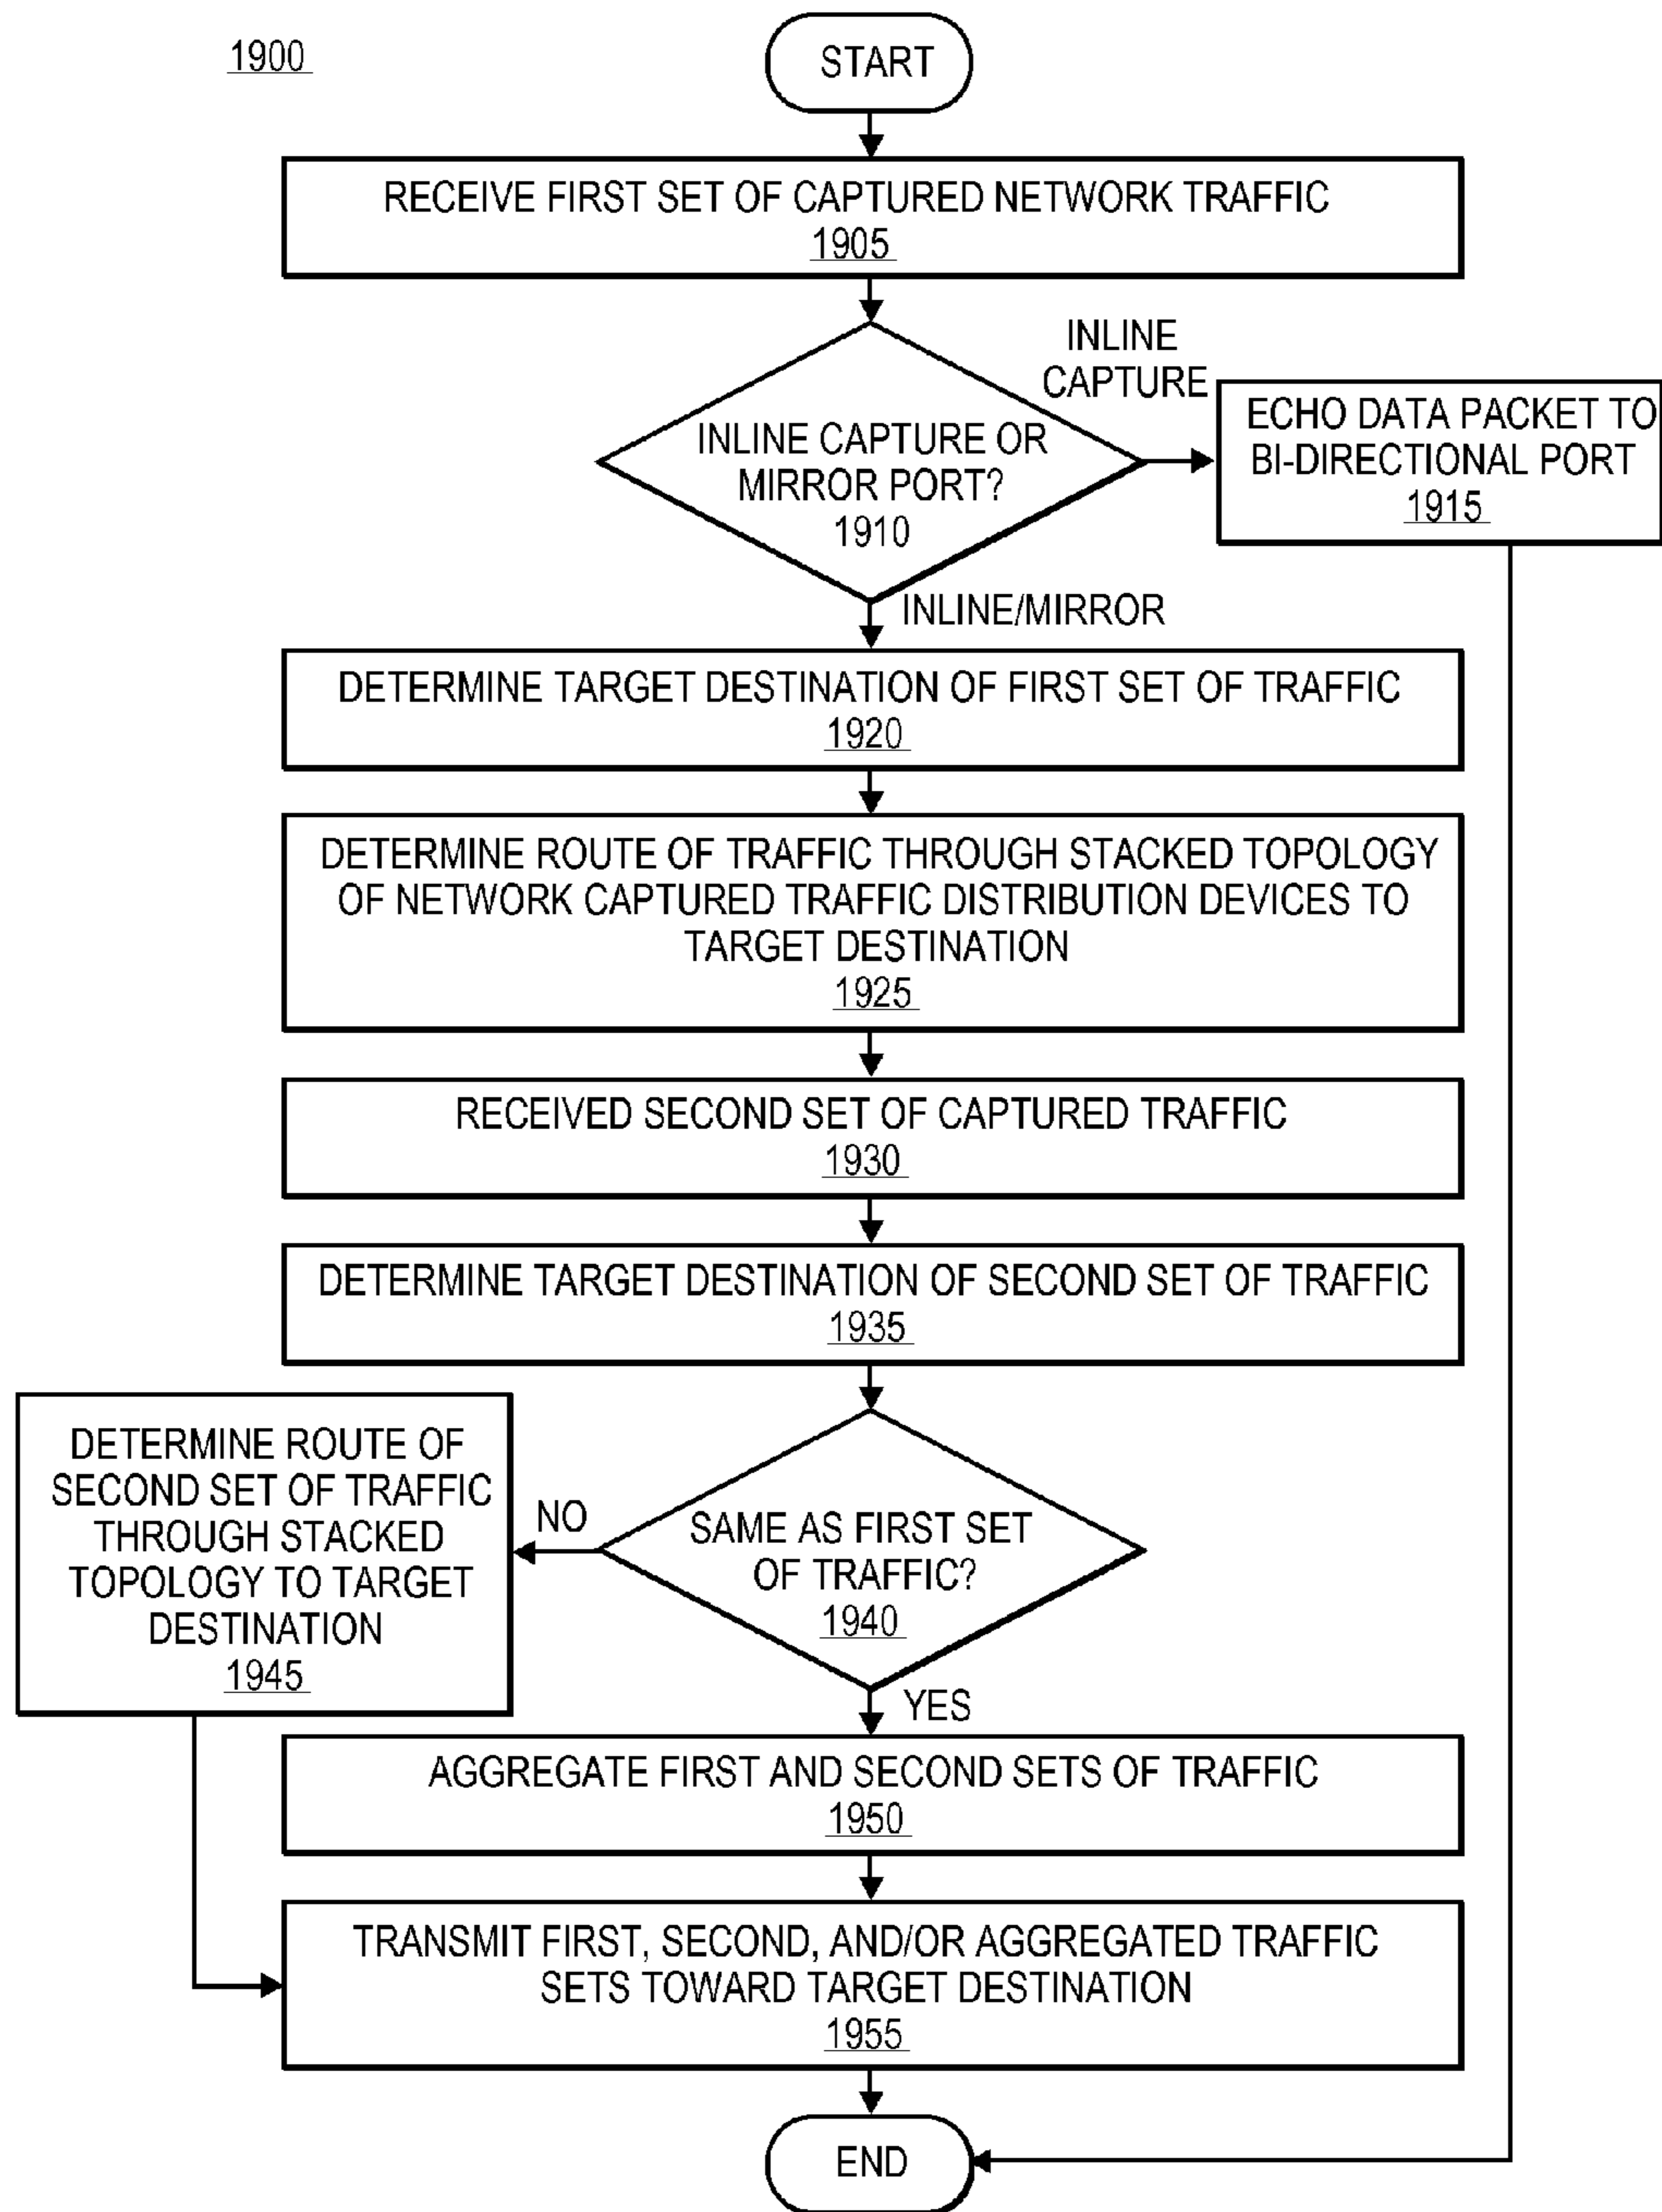 1900
START
RECEIVE FIRST SET OF CAPTURED NETWORK TRAFFIC
1905
INLINE
CAPTURE
INLINE CAPTURE OR
MIRROR PORT?
1910
ECHO DATA PACKET TO
BI-DIRECTIONAL PORT
1915
INLINE/MIRROR
DETERMINE TARGET DESTINATION OF FIRST SET OF TRAFFIC
1920
DETERMINE ROUTE OF TRAFFIC THROUGH STACKED TOPOLOGY
OF NETWORK CAPTURED TRAFFIC DISTRIBUTION DEVICES TO
TARGET DESTINATION
1925
RECEIVED SECOND SET OF CAPTURED TRAFFIC
1930
DETERMINE TARGET DESTINATION OF SECOND SET OF TRAFFIC
1935
DETERMINE ROUTE OF
SECOND SET OF TRAFFIC
THROUGH STACKED
TOPOLOGY TO TARGET
DESTINATION
1945
NO
SAME AS FIRST SET
OF TRAFFIC?
1940
YES
AGGREGATE FIRST AND SECOND SETS OF TRAFFIC
1950
TRANSMIT FIRST, SECOND, AND/OR AGGREGATED TRAFFIC
SETS TOWARD TARGET DESTINATION
1955
END